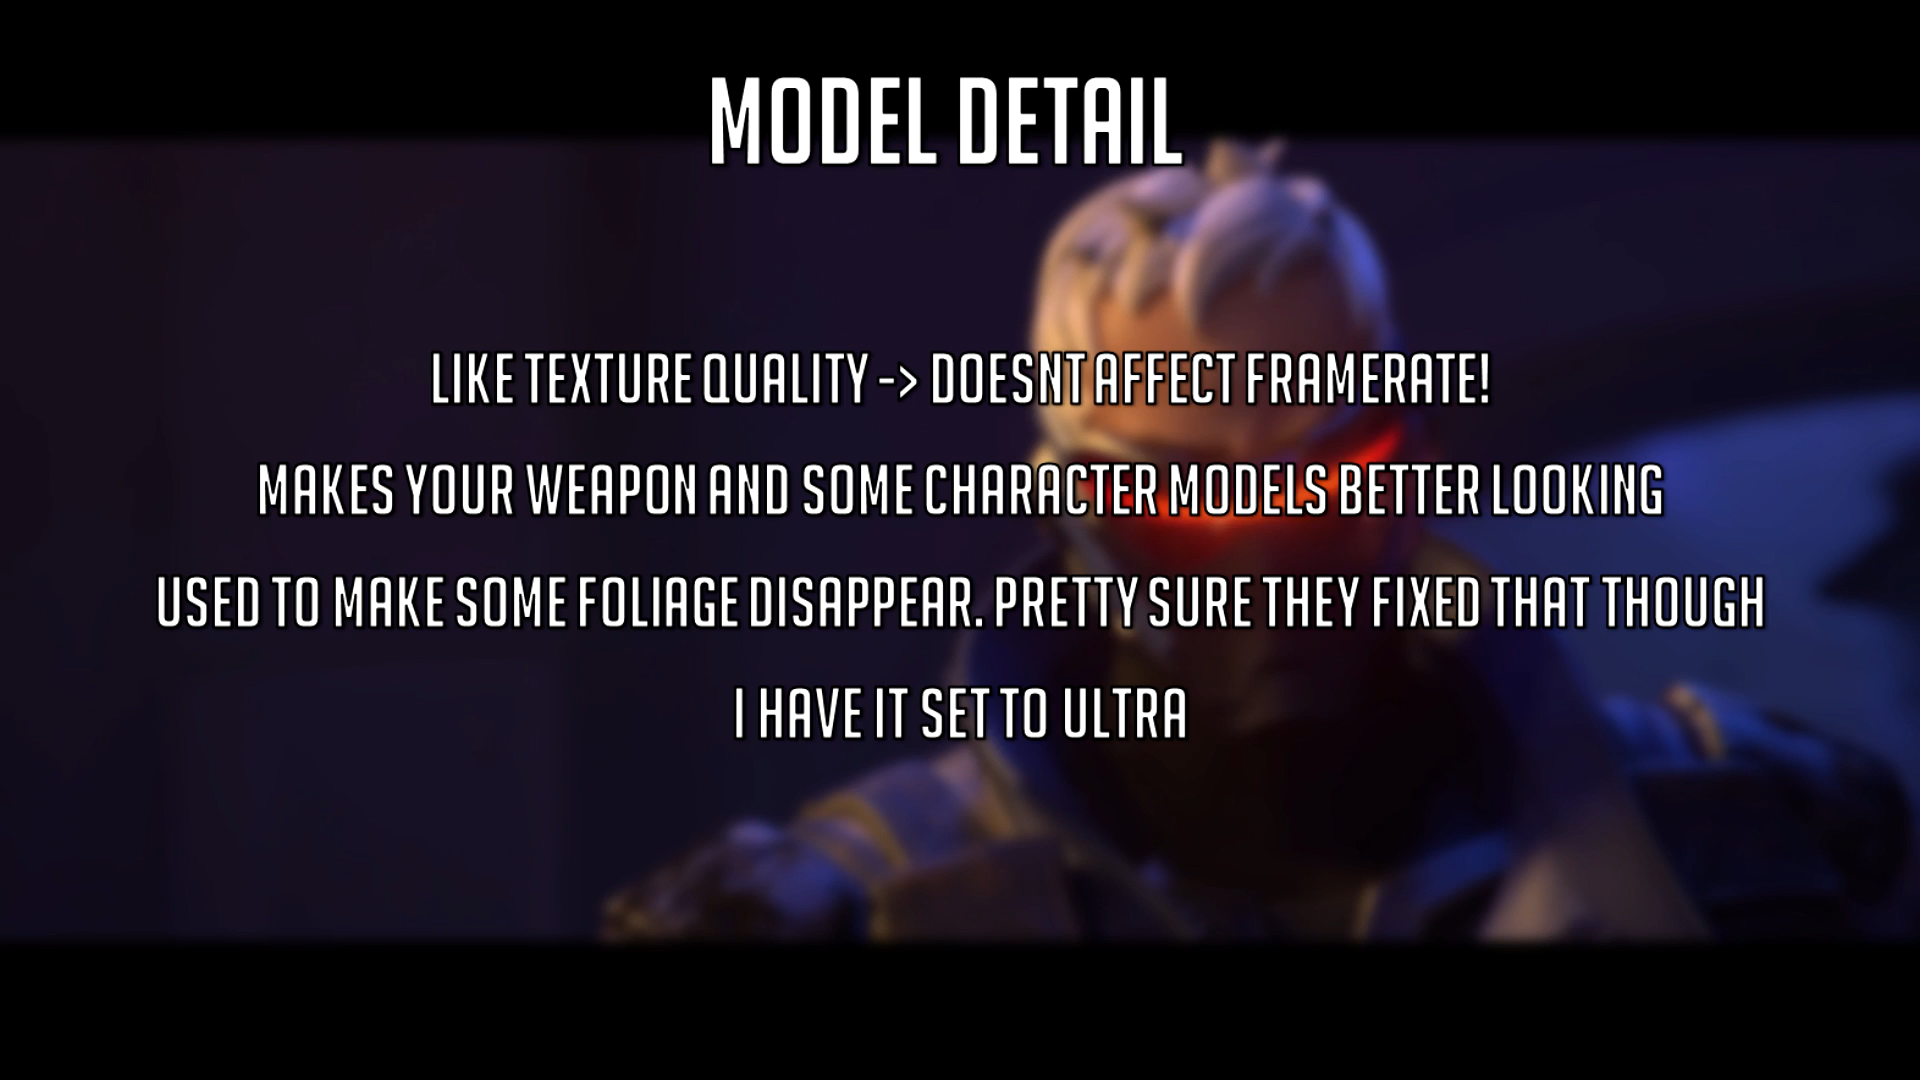 MODEL DETAIL
LIKE TEXTURE QUALITY -> DOESNT AFFECT FRAMERATE!
MAKES YOUR WEAPON AND SOME CHARACTER MODELS BETTER LOOKING
USED TO MAKE SOME FOLIAGE DISAPPEAR. PRETTY SURE THEY FIXED THAT THOUGH
I HAVE IT SET TO ULTRA